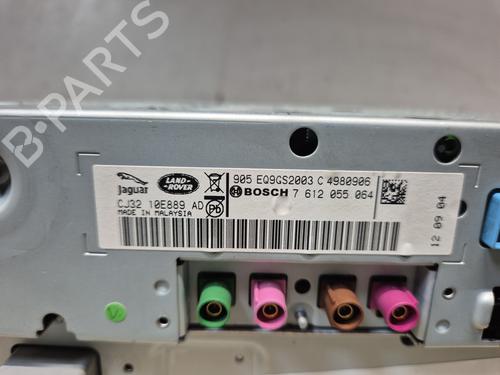 B-PARTS
Jaguar
LAND-ROVER
905 EQ9GS2003 C 4980906
BOSCH 7 612 055 064
CJ32 10E889 AD
MADE IN MALAYSIA
Pb
12 09 04
V